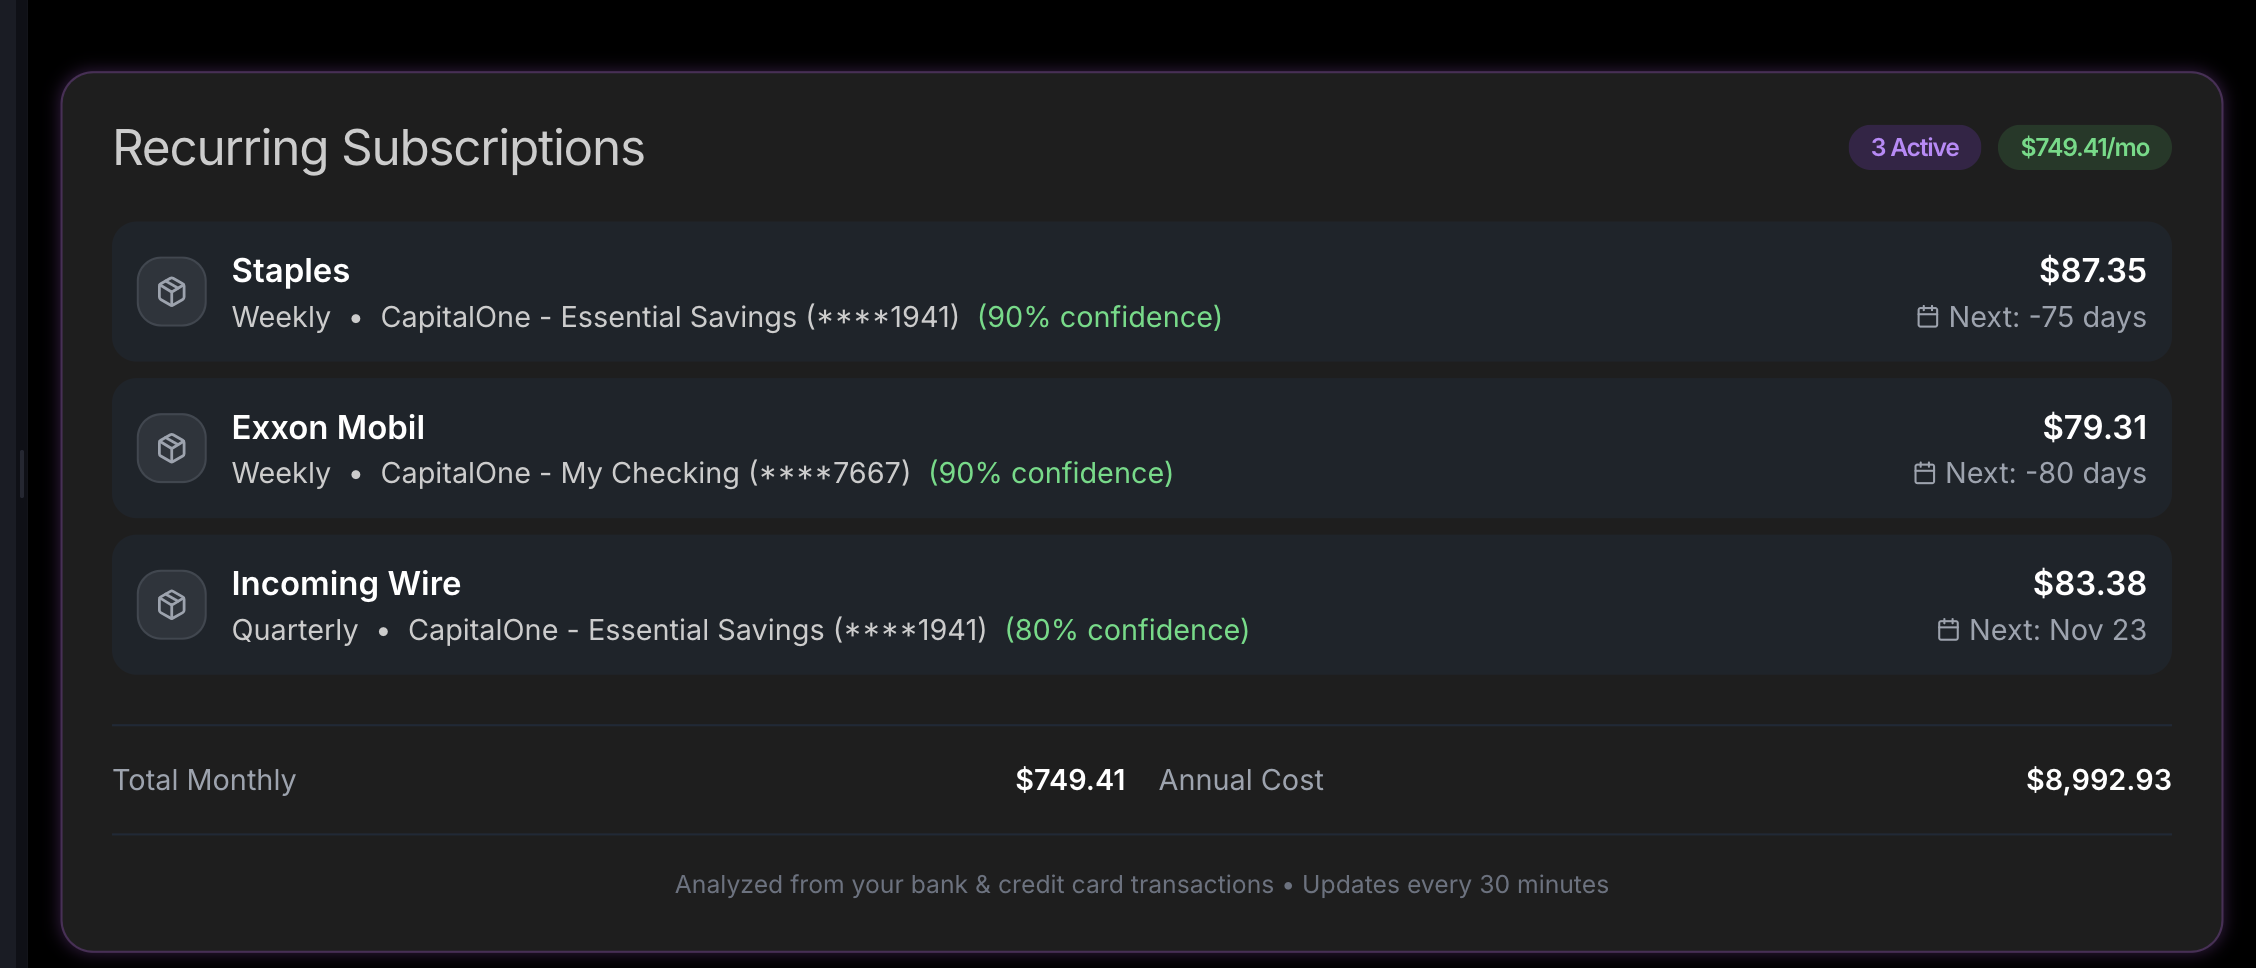 Recurring Subscriptions
3 Active
$749.41/mo
Staples
$87.35
Weekly • CapitalOne - Essential Savings (****1941) (90% confidence)
Next: -75 days
Exxon Mobil
$79.31
Weekly • CapitalOne - My Checking (****7667) (90% confidence)
Next: -80 days
Incoming Wire
$83.38
Quarterly • CapitalOne - Essential Savings (****1941) (80% confidence)
Next: Nov 23
Total Monthly
$749.41
Annual Cost
$8,992.93
Analyzed from your bank & credit card transactions • Updates every 30 minutes